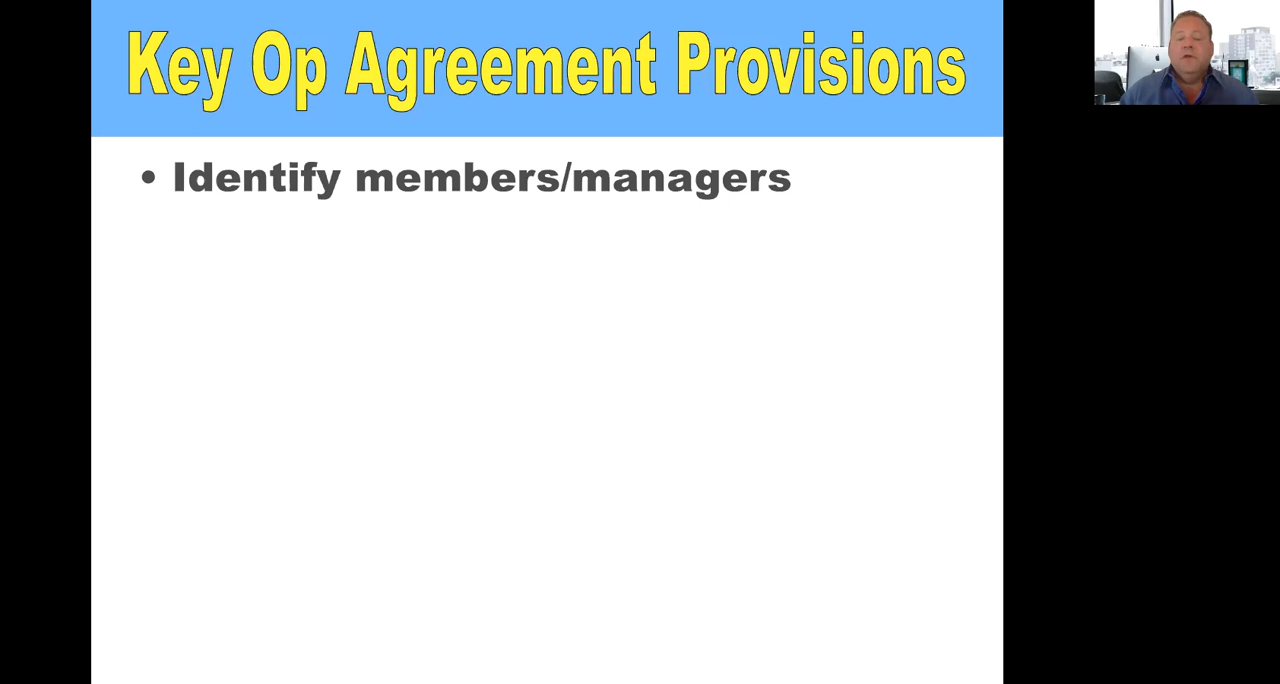 Key Op Agreement Provisions
• Identify members/managers